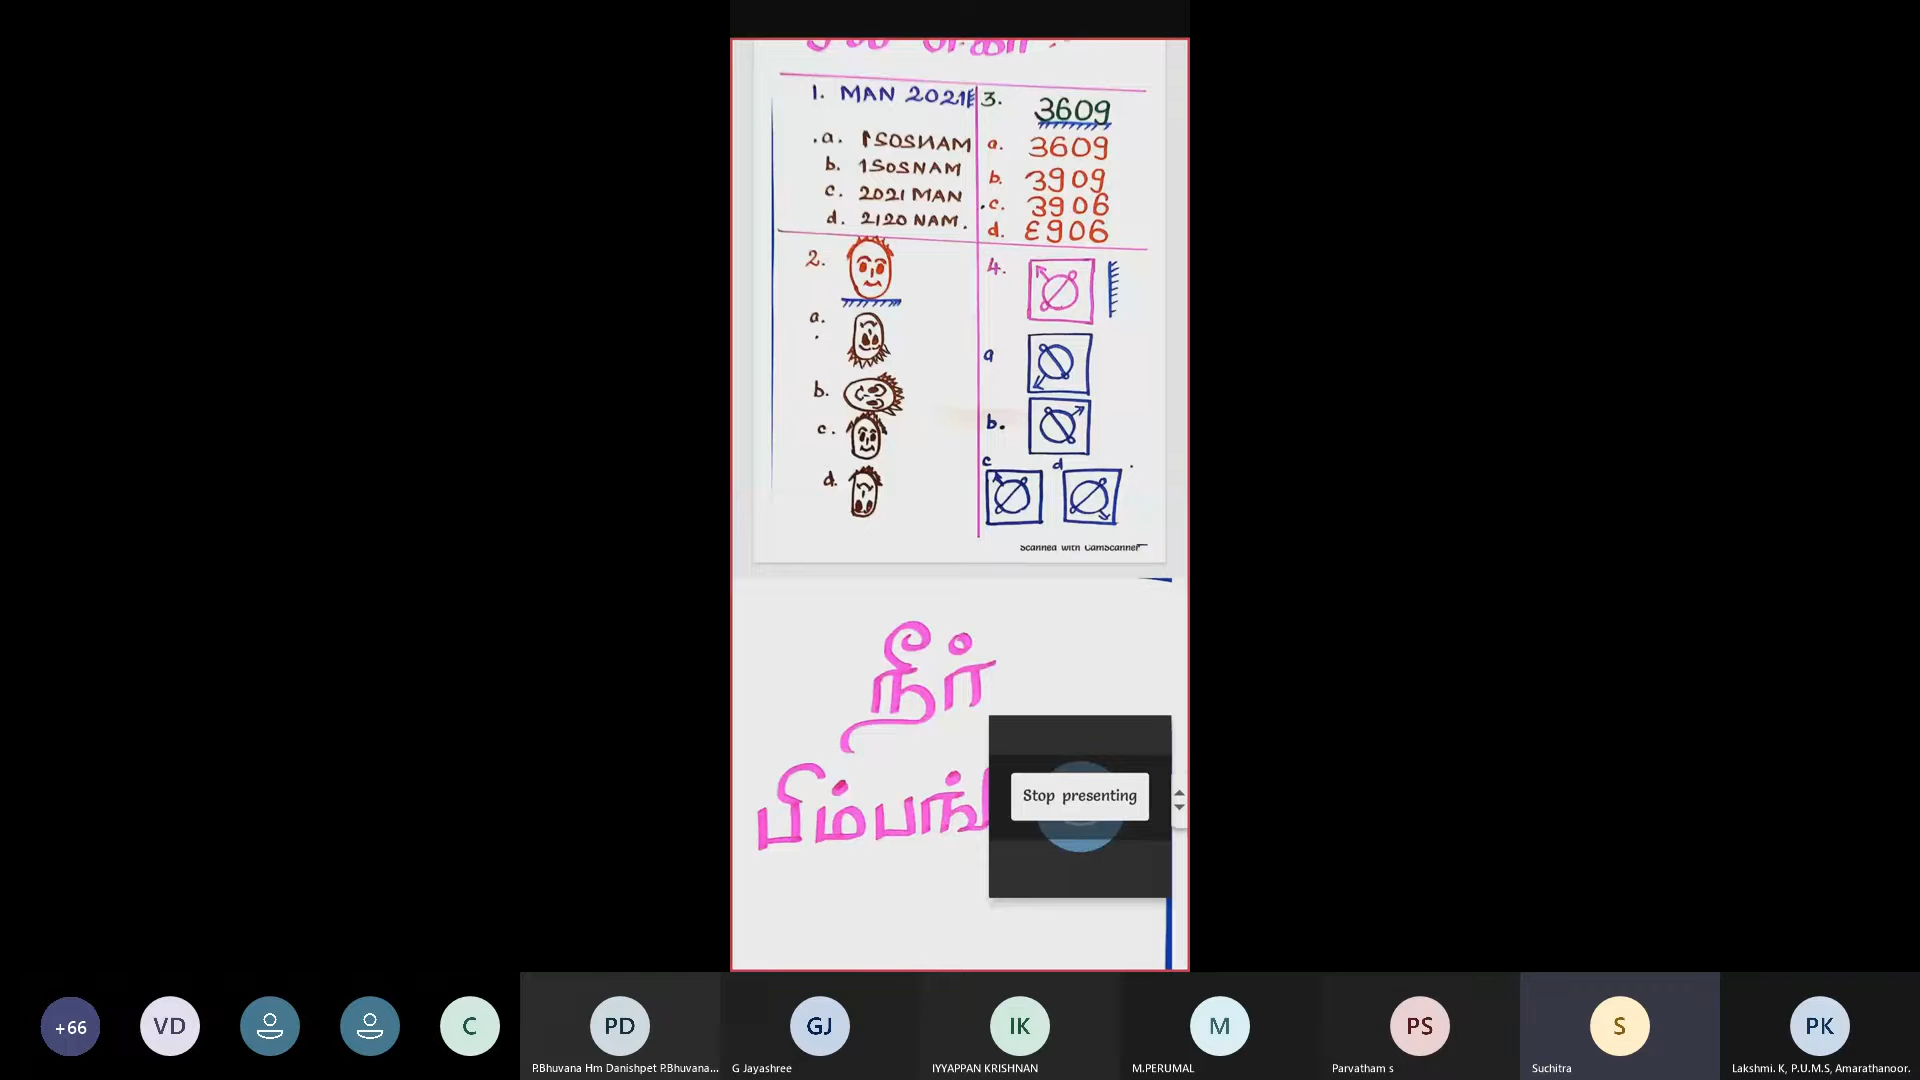 1. MAN 2021
.a. 1SOSNAM
b. 1SOSNAM
c. 2021 MAN
d. 2120 NAM.
2.
a.
b.
c.
d.
3. 3609
a. 3609
b. 3909
.c. 3906
d. Ɛ906
4.
a
b.
c d
Scanned with CamScanner
நீர்
Stop presenting
+66
VD
C
PD
GJ
IK
M
PS
S
PK
P.Bhuvana Hm Danishpet P.Bhuvana...
G Jayashree
IYYAPPAN KRISHNAN
M.PERUMAL
Parvatham s
Suchitra
Lakshmi. K, P.U.M.S, Amarathanoor.